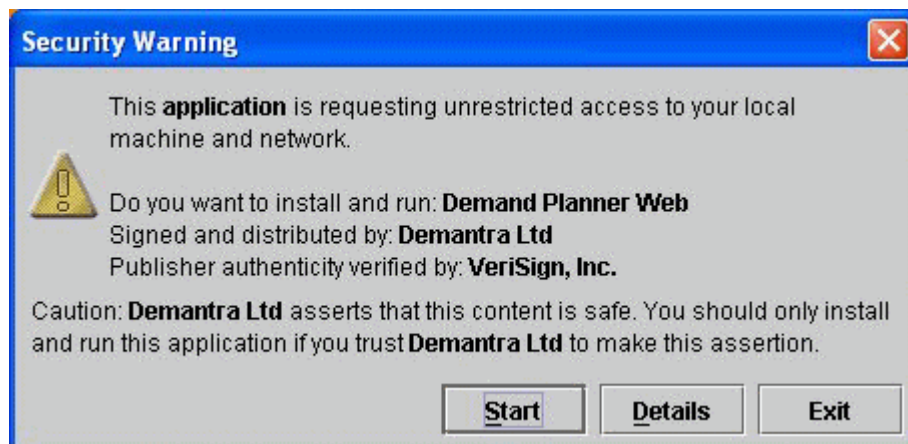 Security Warning
This application is requesting unrestricted access to your local
machine and network.
Do you want to install and run: Demand Planner Web
Signed and distributed by: Demantra Ltd
Publisher authenticity verified by: VeriSign, Inc.
Caution: Demantra Ltd asserts that this content is safe. You should only install
and run this application if you trust Demantra Ltd to make this assertion.
Start Details Exit